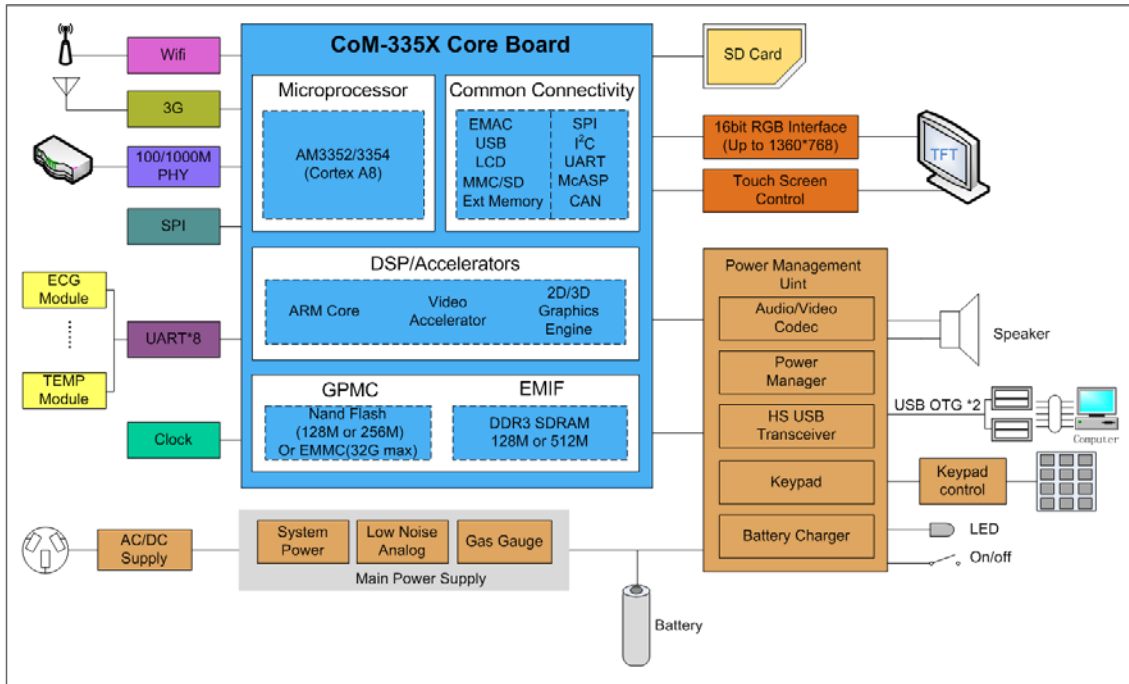 CoM-335X Core Board
Wifi
3G
100/1000M
PHY
SPI
ECG
Module
TEMP
Module
UART*8
Clock
Microprocessor
AM3352/3354
(Cortex A8)
Common Connectivity
EMAC
USB
LCD
MMC/SD
Ext Memory
SPI
I²C
UART
McASP
CAN
DSP/Accelerators
ARM Core
Video
Accelerator
2D/3D
Graphics
Engine
GPMC
Nand Flash
(128M or 256M)
Or EMMC(32G max)
EMIF
DDR3 SDRAM
128M or 512M
SD Card
16bit RGB Interface
(Up to 1360*768)
Touch Screen
Control
TFT
Power Management
Uint
Audio/Video
Codec
Power
Manager
HS USB
Transceiver
Keypad
Battery Charger
Speaker
USB OTG *2
Computer
Keypad
control
LED
On/off
AC/DC
Supply
System
Power
Low Noise
Analog
Gas Gauge
Main Power Supply
Battery